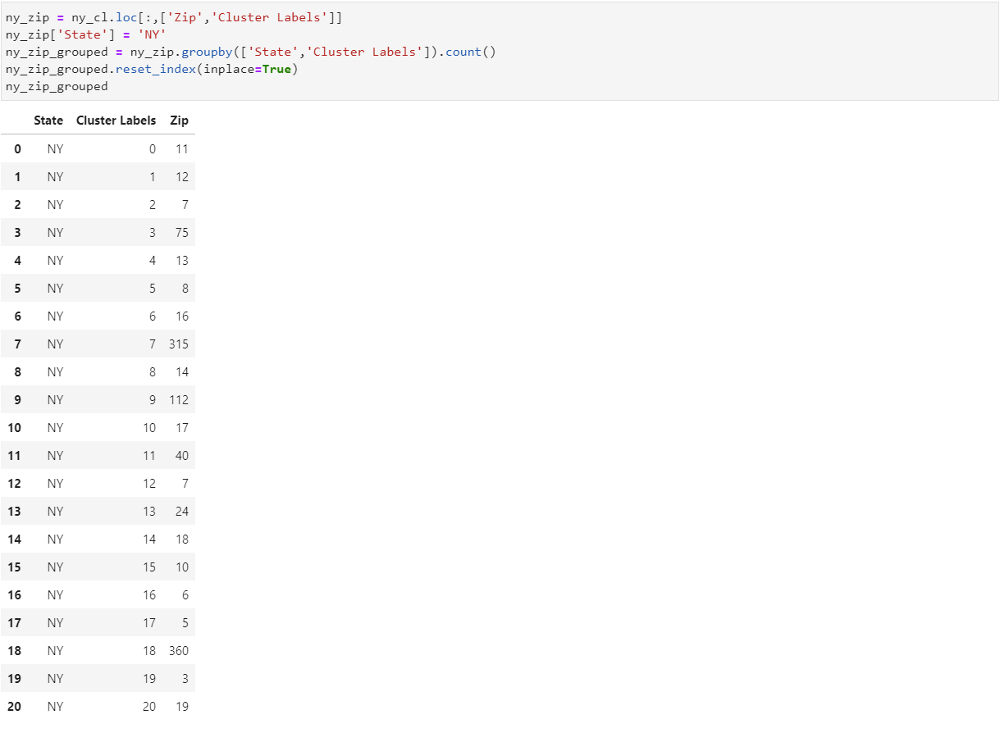 ny_zip = ny_cl.loc[:,['Zip','Cluster Labels']]
ny_zip['State'] = 'NY'
ny_zip_grouped = ny_zip.groupby(['State','Cluster Labels']).count()
ny_zip_grouped.reset_index(inplace=True)
ny_zip_grouped
State Cluster Labels Zip
0 NY 0 11
1 NY 1 12
2 NY 2 7
3 NY 3 75
4 NY 4 13
5 NY 5 8
6 NY 6 16
7 NY 7 315
8 NY 8 14
9 NY 9 112
10 NY 10 17
11 NY 11 40
12 NY 12 7
13 NY 13 24
14 NY 14 18
15 NY 15 10
16 NY 16 6
17 NY 17 5
18 NY 18 360
19 NY 19 3
20 NY 20 19